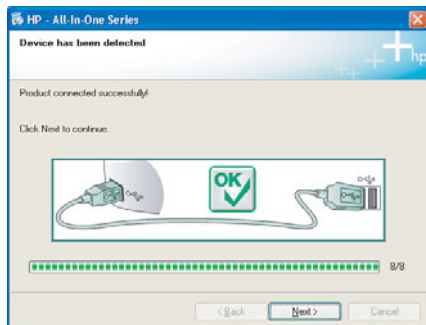 HP - All-In-One Series
Device has been detected
hp
Product connected successfully!
Click Next to continue.
OK
8/8
< Back
Next >
Cancel